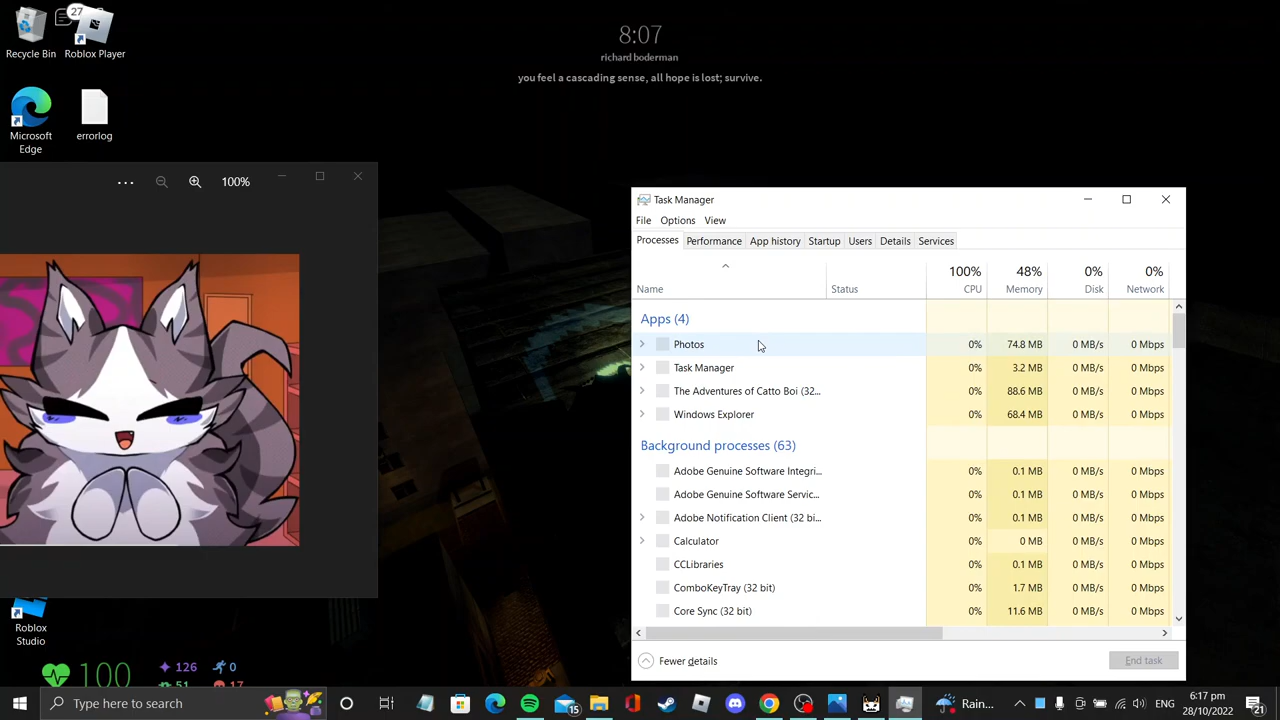 27
Recycle Bin
Roblox Player
8:07
richard boderman
you feel a cascading sense, all hope is lost; survive.
Microsoft
Edge
errorlog
100%
Task Manager
File Options View
Processes Performance App history Startup Users Details Services
100% 48% 0% 0%
Name Status CPU Memory Disk Network
Apps (4)
Photos 0% 74.8 MB 0 MB/s 0 Mbps
Task Manager 0% 3.2 MB 0 MB/s 0 Mbps
The Adventures of Catto Boi (32... 0% 88.6 MB 0 MB/s 0 Mbps
Windows Explorer 0% 68.4 MB 0 MB/s 0 Mbps
Background processes (63)
Adobe Genuine Software Integri... 0% 0.1 MB 0 MB/s 0 Mbps
Adobe Genuine Software Servic... 0% 0.1 MB 0 MB/s 0 Mbps
Adobe Notification Client (32 bi... 0% 0.1 MB 0 MB/s 0 Mbps
Calculator 0% 0 MB 0 MB/s 0 Mbps
CCLibraries 0% 0.1 MB 0 MB/s 0 Mbps
ComboKeyTray (32 bit) 0% 1.7 MB 0 MB/s 0 Mbps
Core Sync (32 bit) 0% 11.6 MB 0 MB/s 0 Mbps
Fewer details End task
Roblox
Studio
100 126 0
51 17
Type here to search
15
Rain...
ENG
6:17 pm
28/10/2022
21